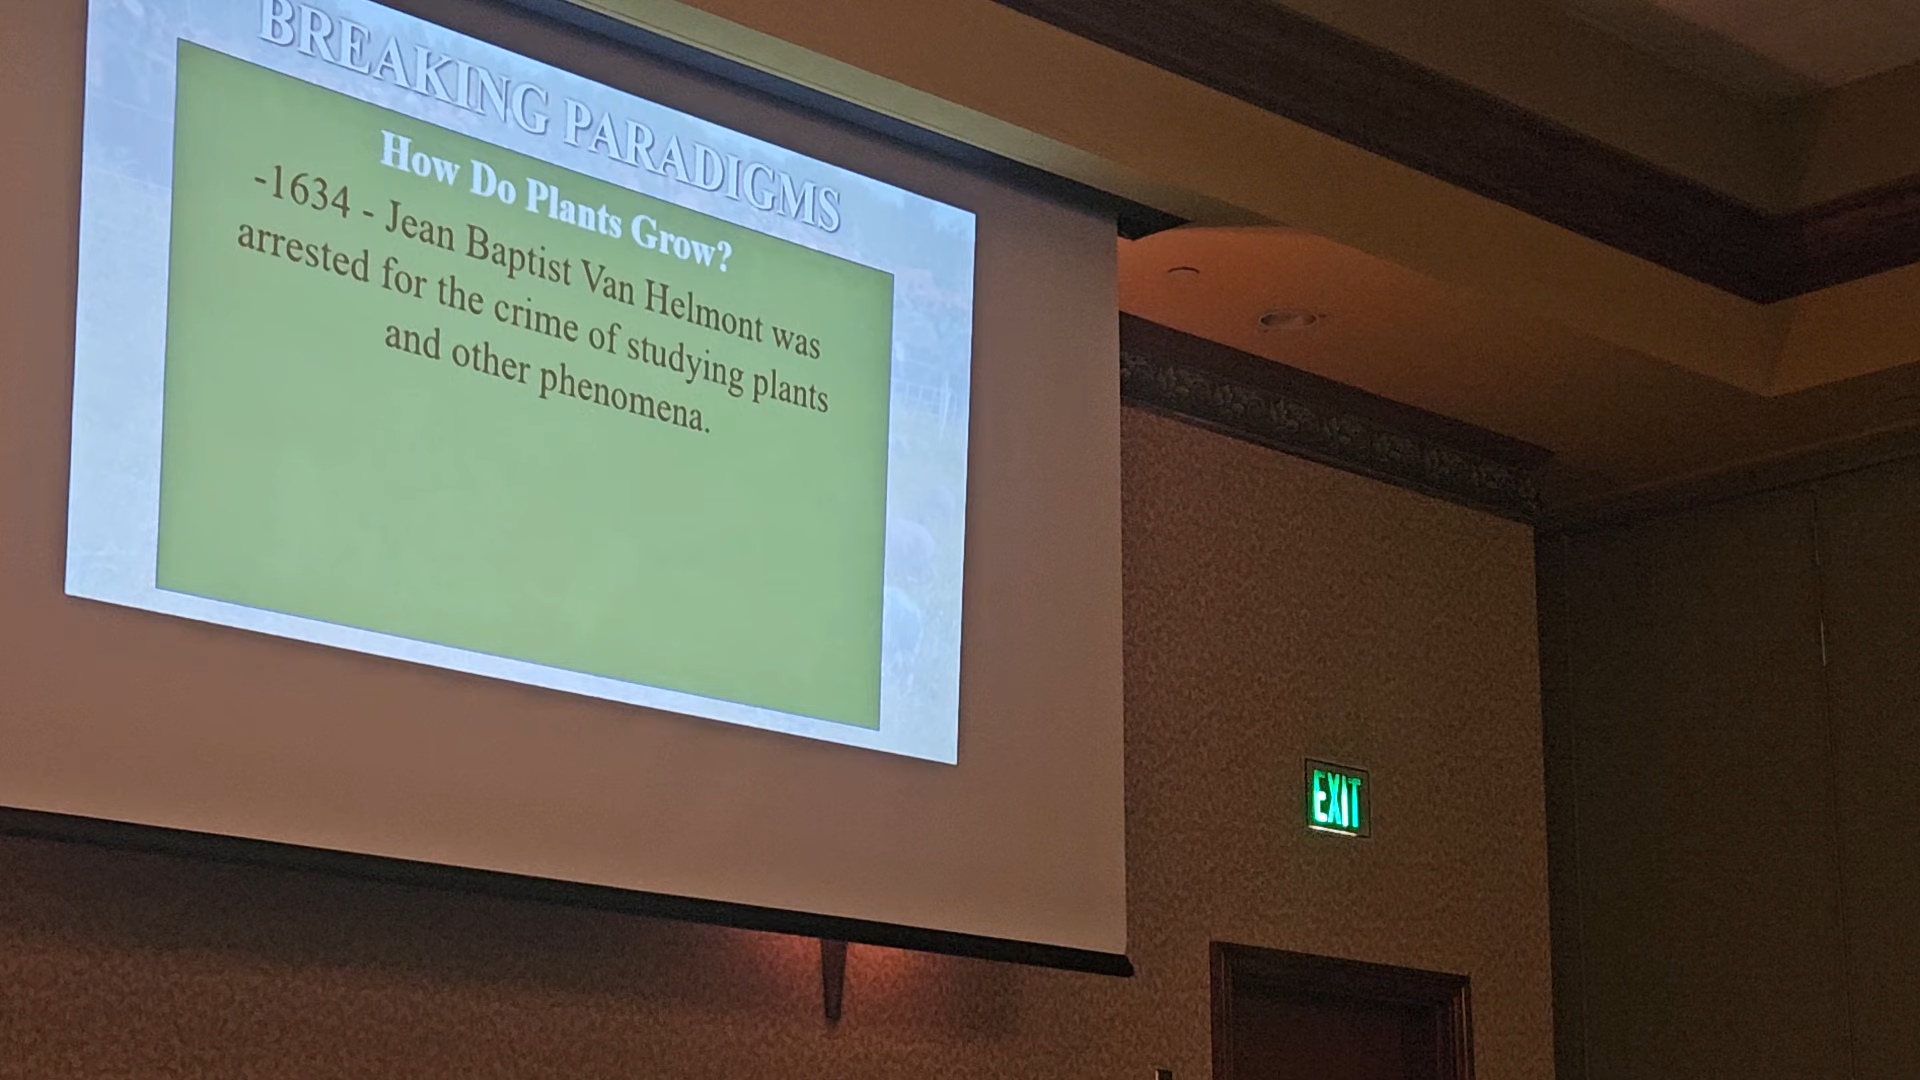 BREAKING PARADIGMS
How Do Plants Grow?
-1634 - Jean Baptist Van Helmont was
arrested for the crime of studying plants
and other phenomena.
EXIT